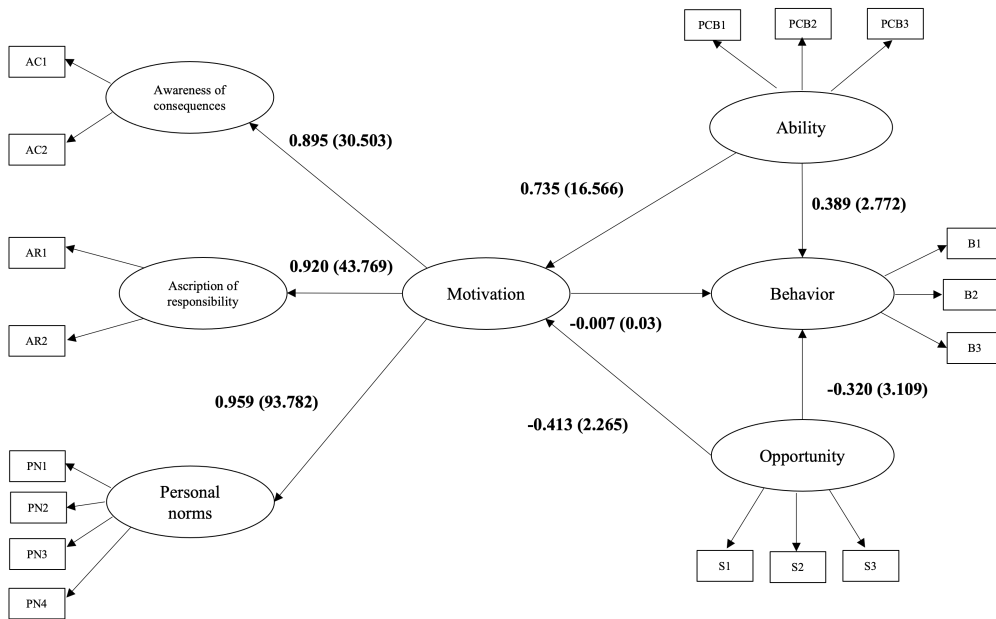 PCB1
PCB2
PCB3
AC1
AC2
Awareness of
consequences
Ability
0.895 (30.503)
0.735 (16.566)
0.389 (2.772)
AR1
AR2
Ascription of
responsibility
0.920 (43.769)
Motivation
Behavior
B1
B2
B3
-0.007 (0.03)
0.959 (93.782)
-0.413 (2.265)
-0.320 (3.109)
Opportunity
PN1
PN2
PN3
PN4
Personal
norms
S1
S2
S3